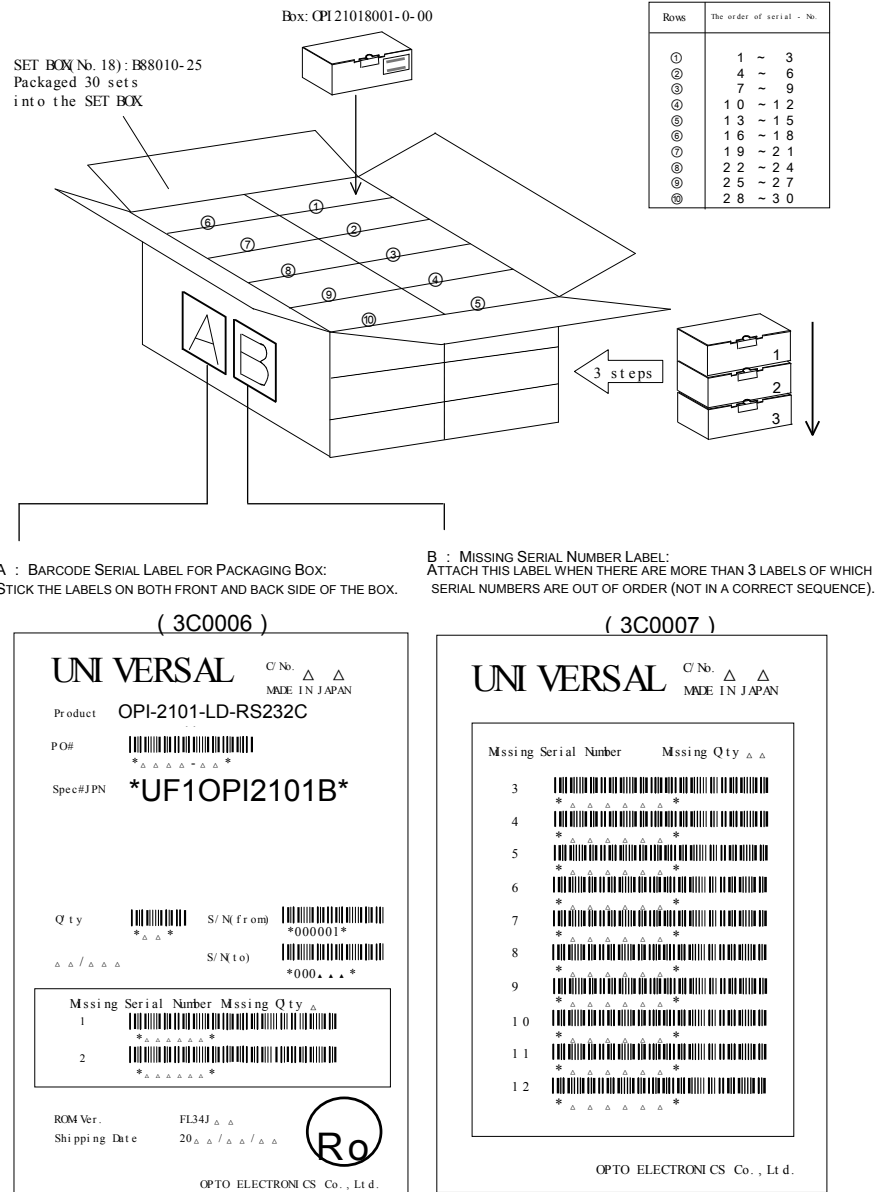 Box: OPI21018001-0-00
SET BOX(No.18):B88010-25
Packaged 30 sets
into the SET BOX
Rows The order of serial - No.
① 1 ~ 3
② 4 ~ 6
③ 7 ~ 9
④ 10 ~ 12
⑤ 13 ~ 15
⑥ 16 ~ 18
⑦ 19 ~ 21
⑧ 22 ~ 24
⑨ 25 ~ 27
⑩ 28 ~ 30
① ② ③ ④ ⑤
⑥ ⑦ ⑧ ⑨ ⑩
A B
3 steps
1
2
3
A : BARCODE SERIAL LABEL FOR PACKAGING BOX:
STICK THE LABELS ON BOTH FRONT AND BACK SIDE OF THE BOX.
B : MISSING SERIAL NUMBER LABEL:
ATTACH THIS LABEL WHEN THERE ARE MORE THAN 3 LABELS OF WHICH
SERIAL NUMBERS ARE OUT OF ORDER (NOT IN A CORRECT SEQUENCE).
( 3C0006 )
UNIVERSAL C/No. △ △
MADE IN JAPAN
Product OPI-2101-LD-RS232C
PO#
*△△△△-△△*
Spec#JPN *UF1OPI2101B*
Q'ty S/N(from)
*△△* *000001*
△△/△△△ S/N(to)
*000▲▲▲*
Missing Serial Number Missing Qty △
1
*△△△△△△*
2
*△△△△△△*
ROM Ver. FL34J△△
Shipping Date 20△△/△△/△△
Ro
OPTO ELECTRONICS Co., Ltd.
( 3C0007 )
UNIVERSAL C/No. △ △
MADE IN JAPAN
Missing Serial Number Missing Qty △△
3
*△△△△△△*
4
*△△△△△△*
5
*△△△△△△*
6
*△△△△△△*
7
*△△△△△△*
8
*△△△△△△*
9
*△△△△△△*
10
*△△△△△△*
11
*△△△△△△*
12
*△△△△△△*
OPTO ELECTRONICS Co., Ltd.